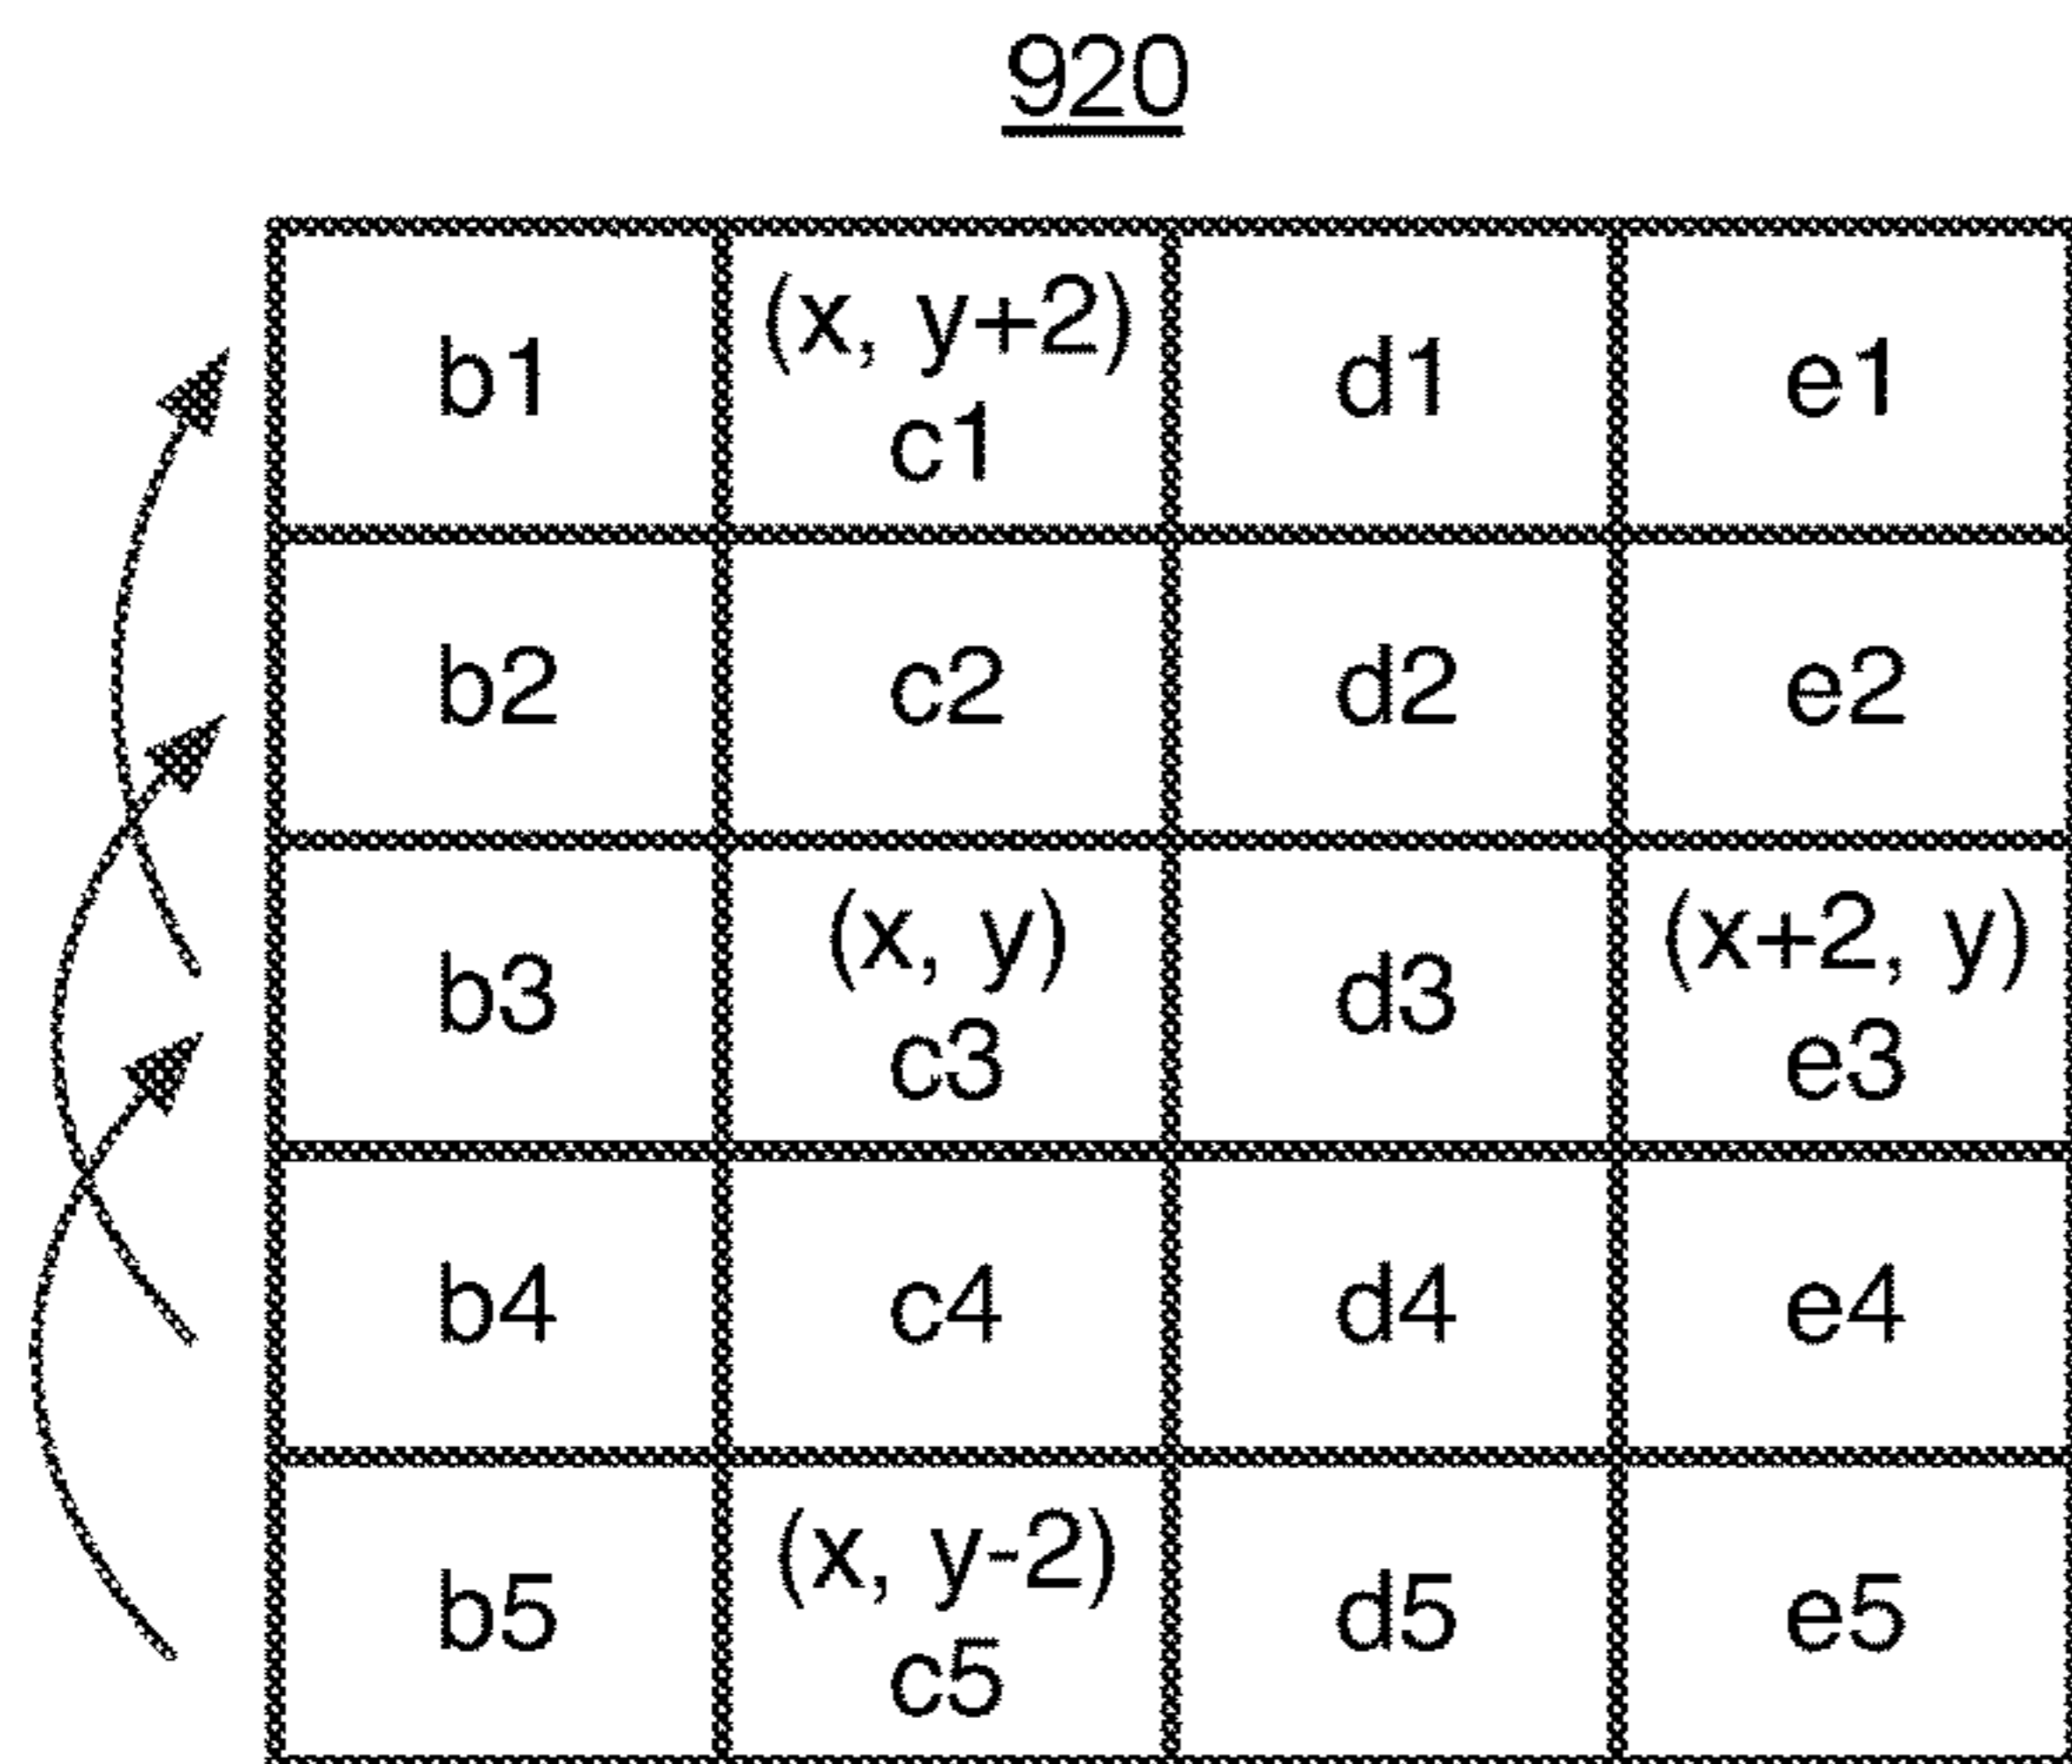 920
b1 (x, y+2) d1 e1
c1
b2 c2 d2 e2
b3 (x, y) d3 (x+2, y)
c3 e3
b4 c4 d4 e4
b5 (x, y-2) d5 e5
c5